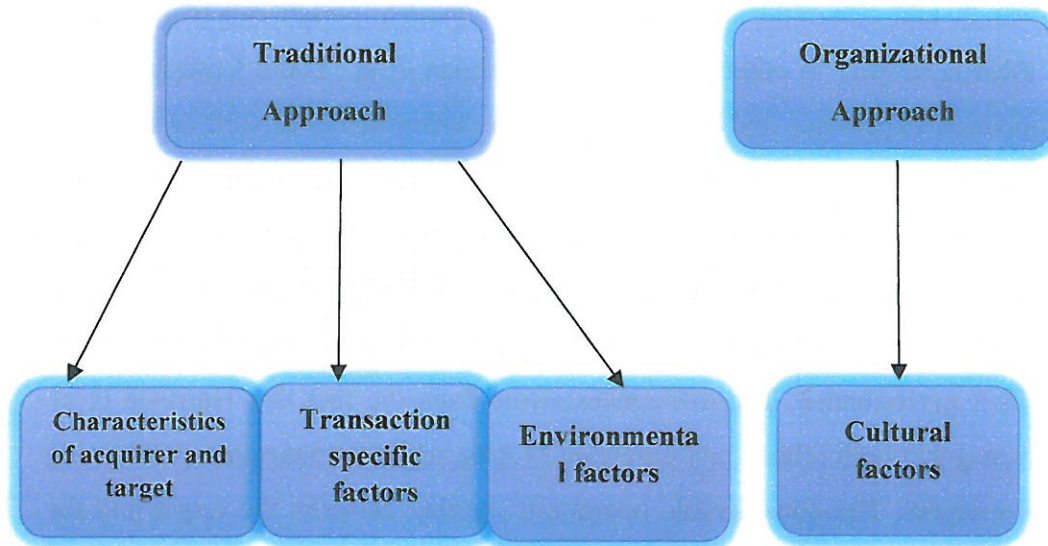 Traditional
Approach
Organizational
Approach
Characteristics
of acquirer and
target
Transaction
specific
factors
Environmenta
l factors
Cultural
factors